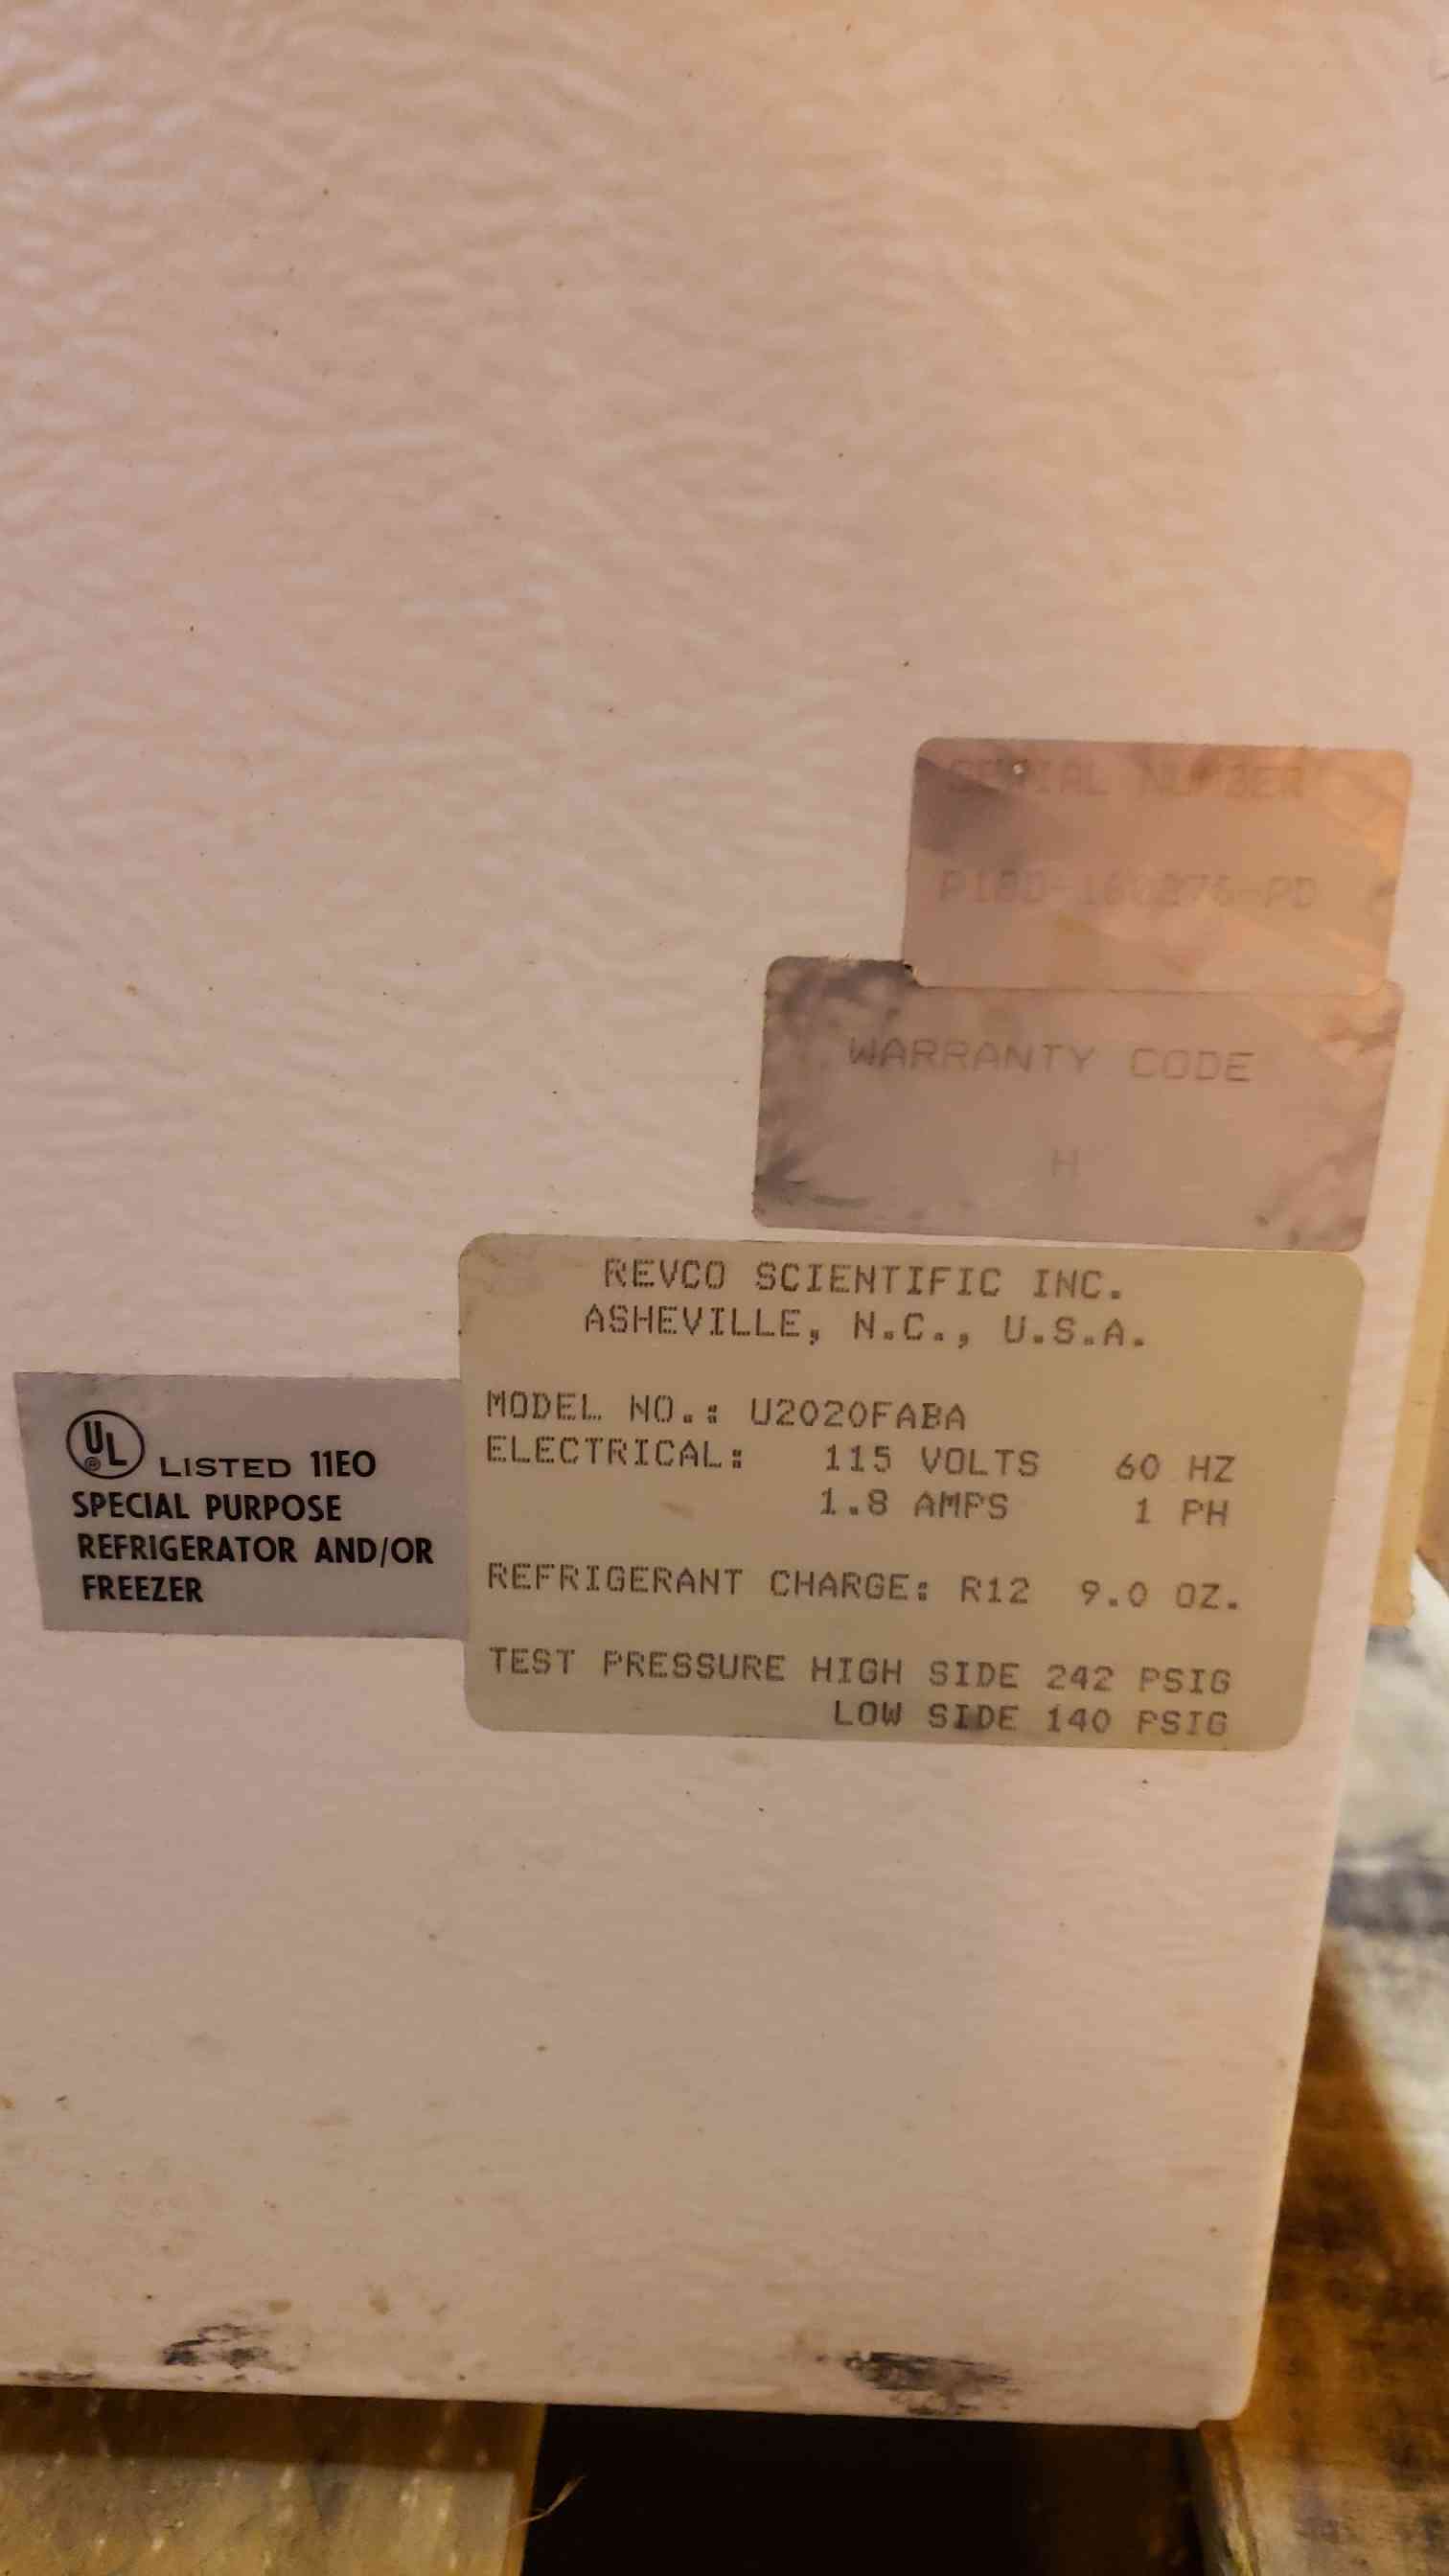 SERIAL NUMBER
WARRANTY CODE
H
REVCO SCIENTIFIC INC.
ASHEVILLE, N.C., U.S.A.
MODEL NO.: U2020FABA
ELECTRICAL: 115 VOLTS 60 HZ
1.8 AMPS 1 PH
REFRIGERANT CHARGE: R12 9.0 OZ.
TEST PRESSURE HIGH SIDE 242 PSIG
LOW SIDE 140 PSIG
UL ® LISTED 11EO
SPECIAL PURPOSE
REFRIGERATOR AND/OR
FREEZER